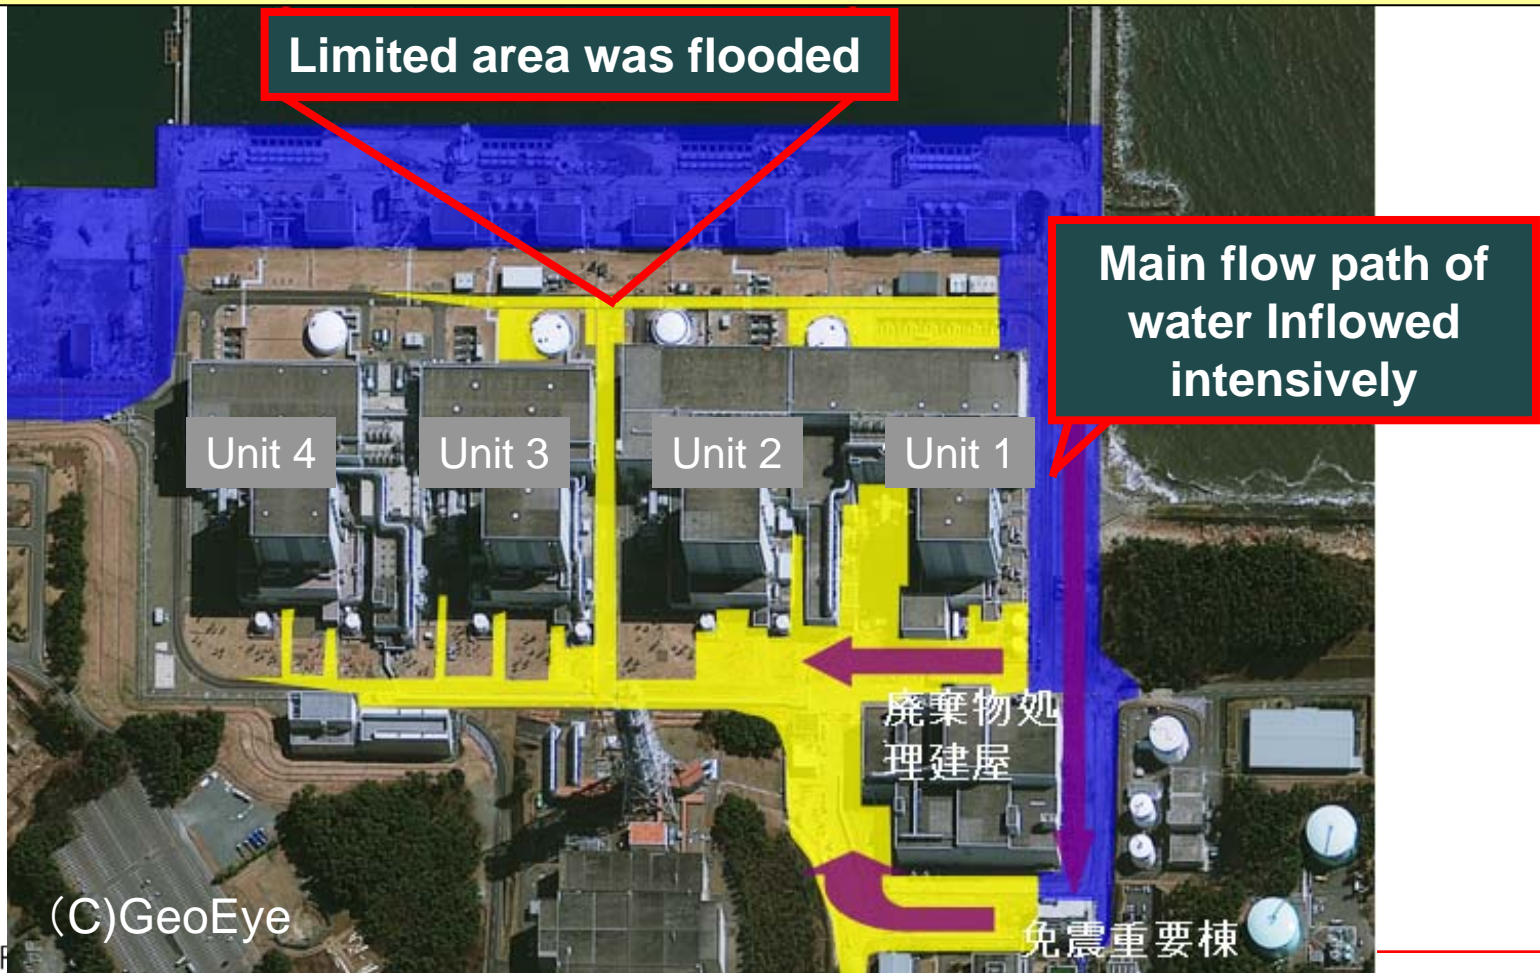 Limited area was flooded
Main flow path of
water Inflowed
intensively
Unit 4
Unit 3
Unit 2
Unit 1
廃棄物処
理建屋
(C)GeoEye
免震重要棟